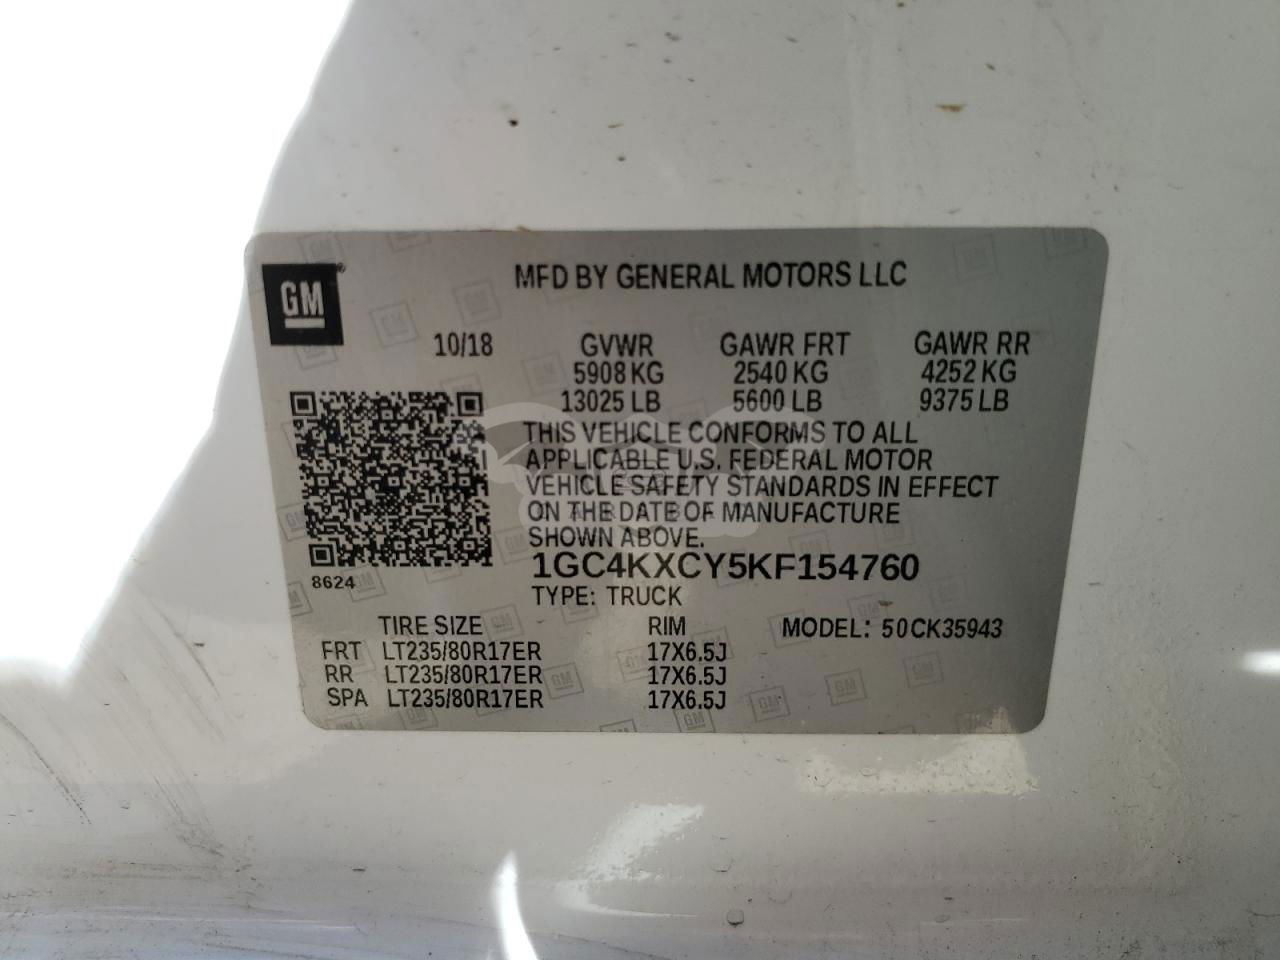 GM
MFD BY GENERAL MOTORS LLC
10/18 GVWR GAWR FRT GAWR RR
5908 KG 2540 KG 4252 KG
13025 LB 5600 LB 9375 LB
THIS VEHICLE CONFORMS TO ALL
APPLICABLE U.S. FEDERAL MOTOR
VEHICLE SAFETY STANDARDS IN EFFECT
ON THE DATE OF MANUFACTURE
SHOWN ABOVE.
8624
1GC4KXCY5KF154760
TYPE: TRUCK
TIRE SIZE RIM MODEL: 50CK35943
FRT LT235/80R17ER 17X6.5J
RR LT235/80R17ER 17X6.5J
SPA LT235/80R17ER 17X6.5J